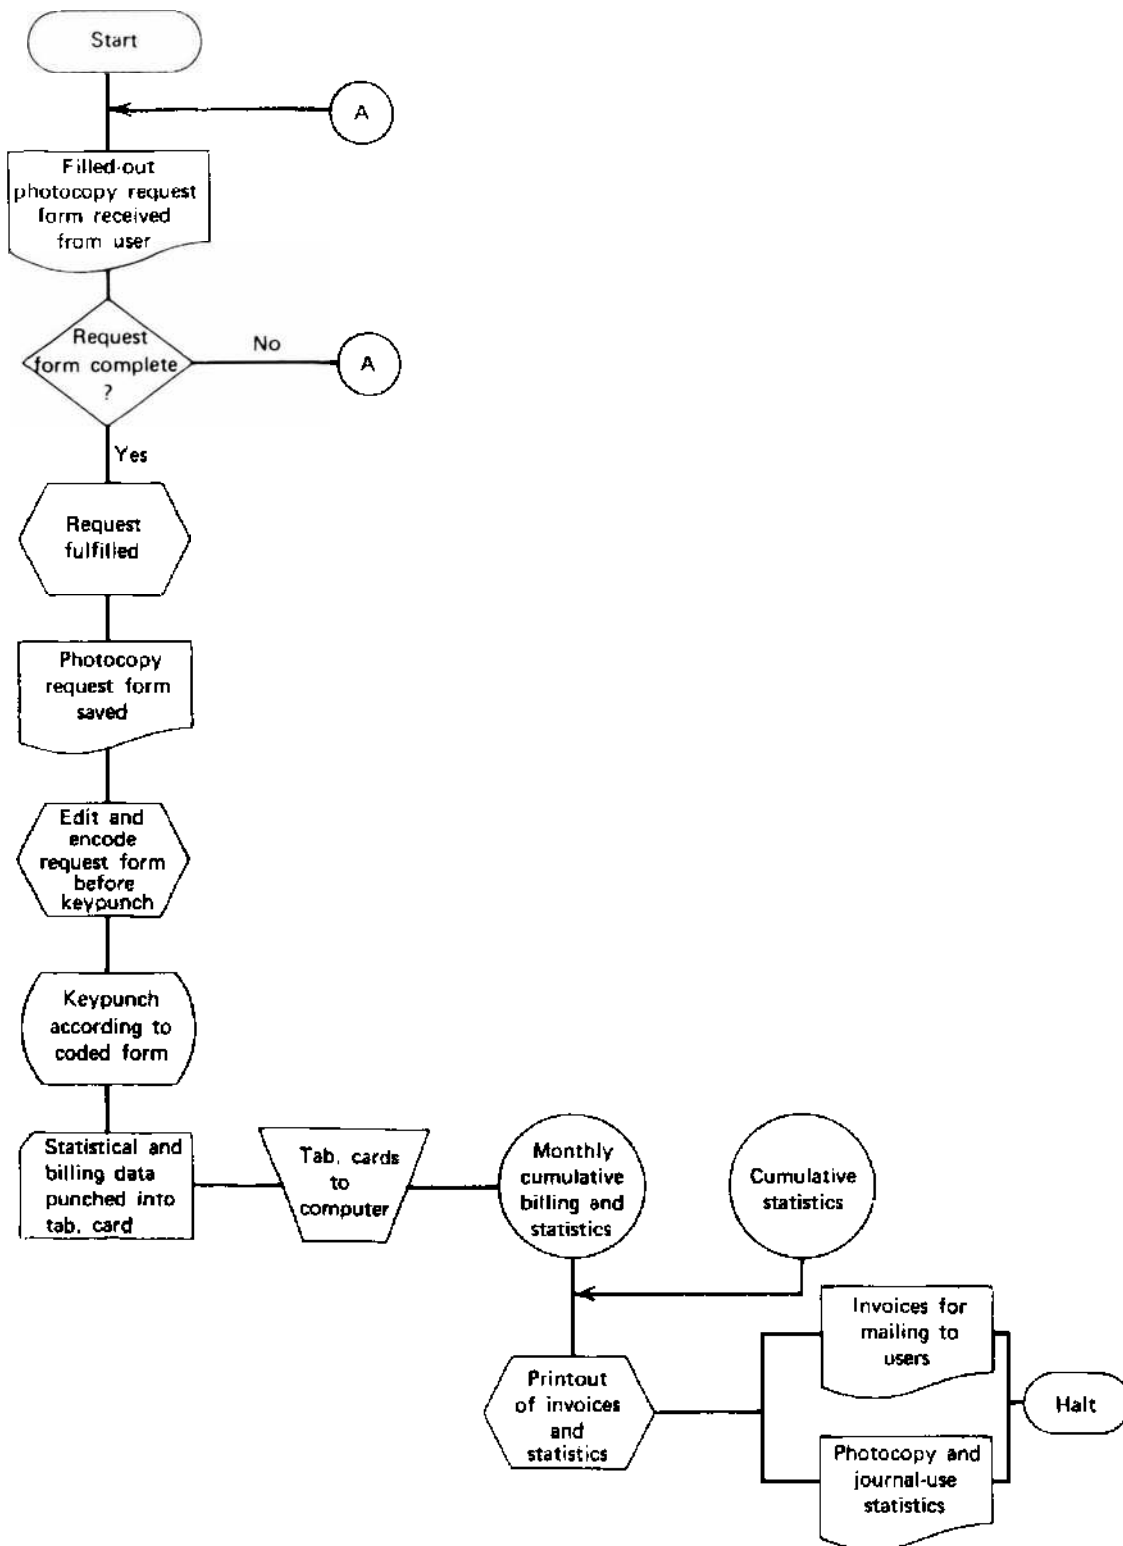 Start
A
Filled-out
photocopy request
form received
from user
Request
form complete
?
No
A
Yes
Request
fulfilled
Photocopy
request form
saved
Edit and
encode
request form
before
keypunch
Keypunch
according to
coded form
Statistical and
billing data
punched into
tab. card
Tab. cards
to
computer
Monthly
cumulative
billing and
statistics
Cumulative
statistics
Printout
of invoices
and
statistics
Invoices for
mailing to
users
Photocopy and
journal-use
statistics
Halt